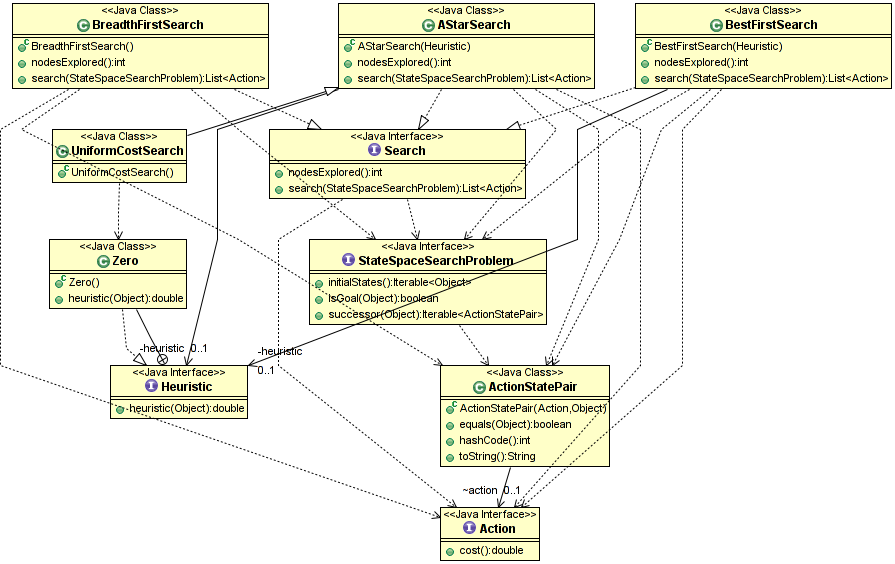 <<Java Class>>
BreadthFirstSearch
BreadthFirstSearch()
nodesExplored():int
search(StateSpaceSearchProblem):List<Action>
<<Java Class>>
AStarSearch
AStarSearch(Heuristic)
nodesExplored():int
search(StateSpaceSearchProblem):List<Action>
<<Java Class>>
BestFirstSearch
BestFirstSearch(Heuristic)
nodesExplored():int
search(StateSpaceSearchProblem):List<Action>
<<Java Class>>
UniformCostSearch
UniformCostSearch()
<<Java Interface>>
Search
nodesExplored():int
search(StateSpaceSearchProblem):List<Action>
<<Java Class>>
Zero
Zero()
heuristic(Object):double
<<Java Interface>>
StateSpaceSearchProblem
initialStates():Iterable<Object>
isGoal(Object):boolean
successor(Object):Iterable<ActionStatePair>
-heuristic 0..1
-heuristic
0..1
<<Java Interface>>
Heuristic
heuristic(Object):double
<<Java Class>>
ActionStatePair
ActionStatePair(Action,Object)
equals(Object):boolean
hashCode():int
toString():String
~action 0..1
<<Java Interface>>
Action
cost():double